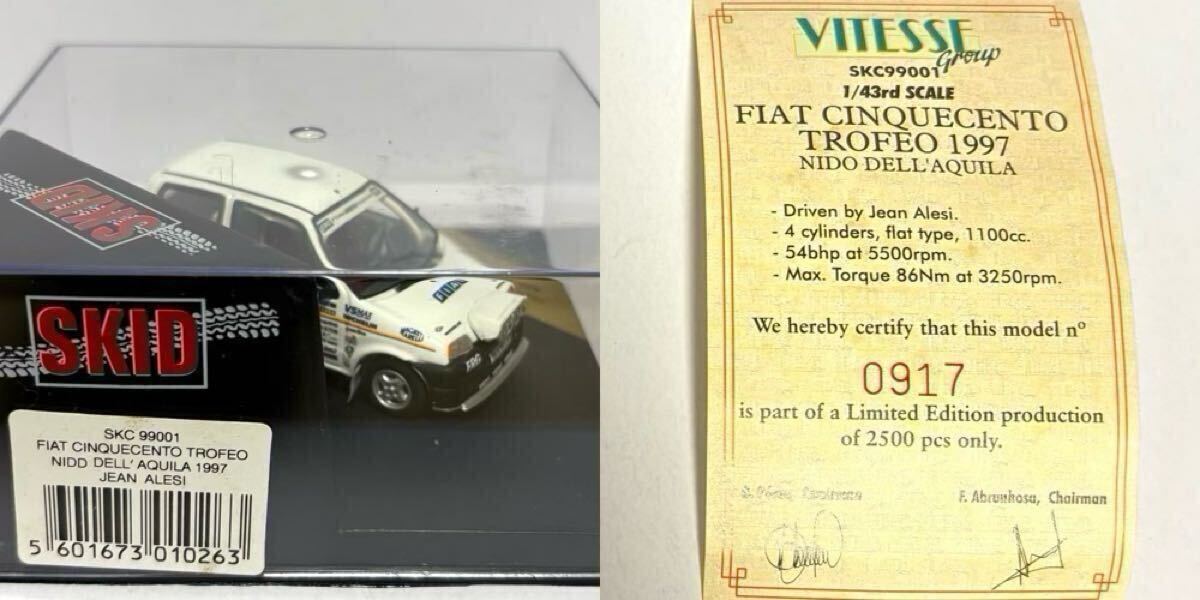 SKID
SKID
SKC 99001
FIAT CINQUECENTO TROFEO
NIDD DELL' AQUILA 1997
JEAN ALESI
5 601673 010263
FIAT
VITESSE
Group
SKC99001
1/43rd SCALE
FIAT CINQUECENTO
TROFEO 1997
NIDO DELL'AQUILA
- Driven by Jean Alesi.
- 4 cylinders, flat type, 1100cc.
- 54bhp at 5500rpm.
- Max. Torque 86Nm at 3250rpm.
We hereby certify that this model nº
0917
is part of a Limited Edition production
of 2500 pcs only.
F. Abrunhosa, Chairman